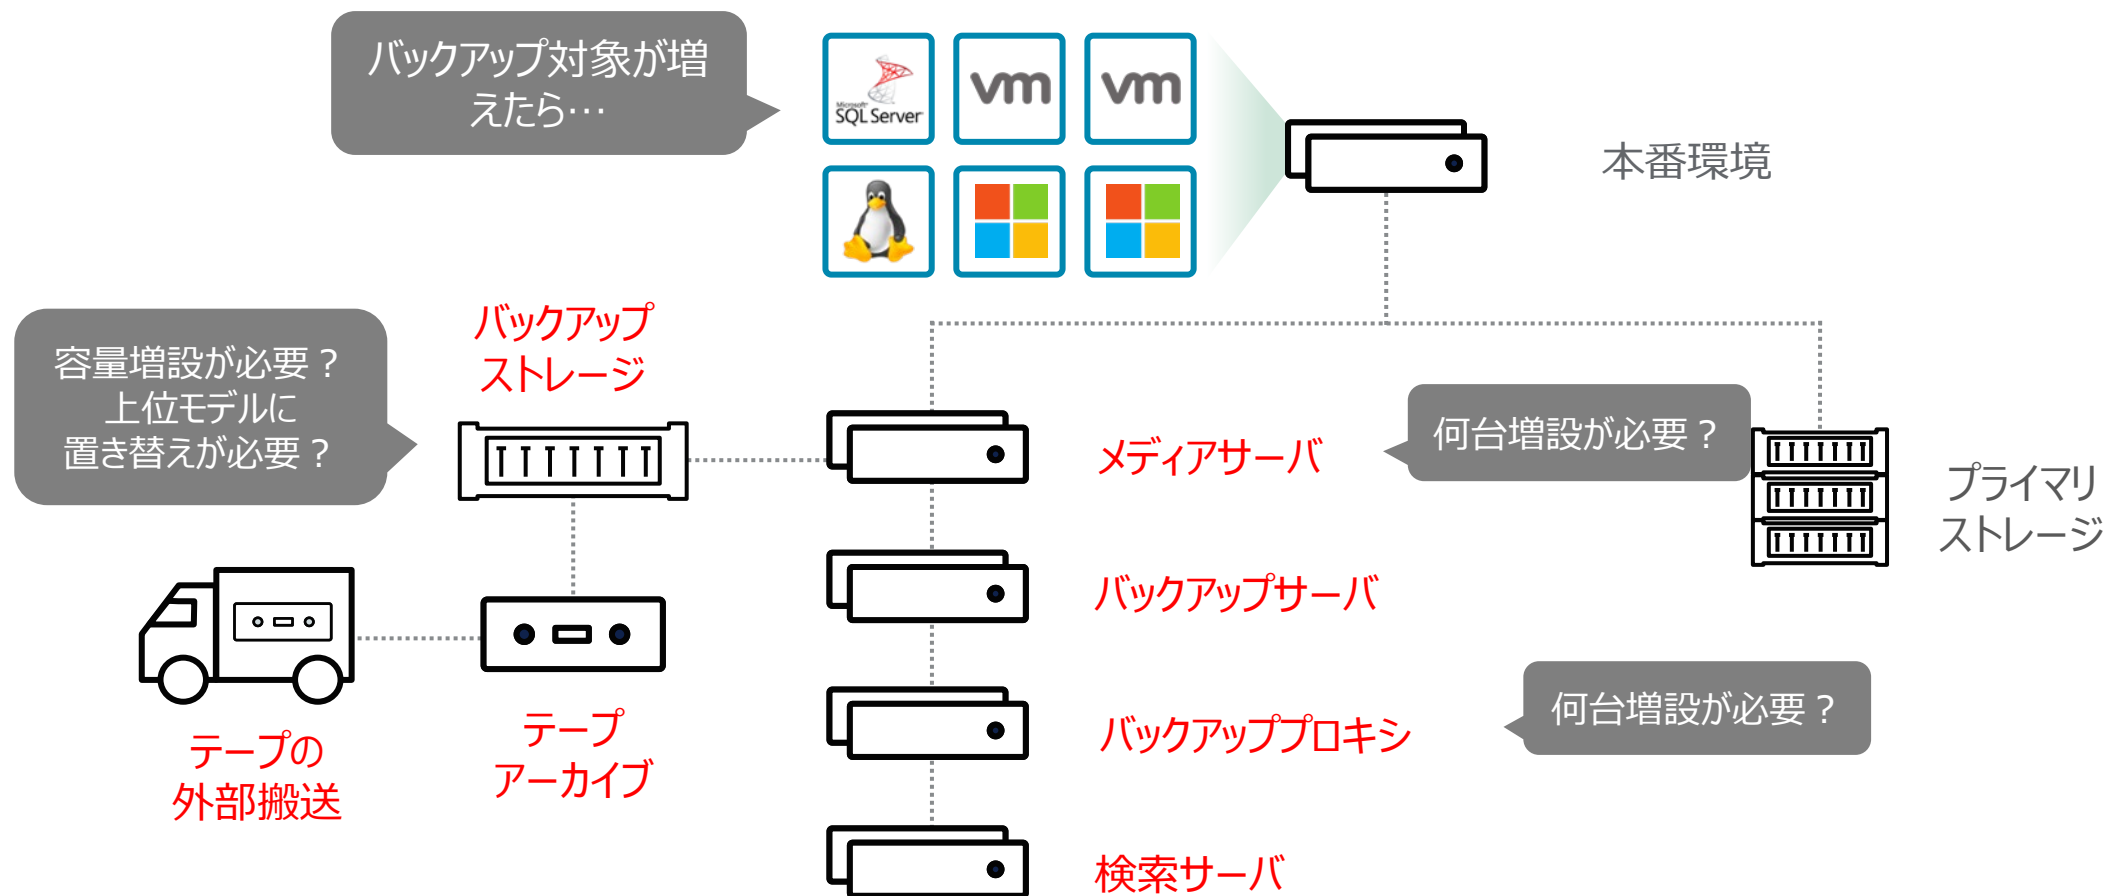 バックアップ対象が増
えたら…
Microsoft
SQL Server
vm
vm
本番環境
バックアップ
ストレージ
容量増設が必要？
上位モデルに
置き替えが必要？
メディアサーバ
何台増設が必要？
プライマリ
ストレージ
バックアップサーバ
バックアッププロキシ
何台増設が必要？
テープの
外部搬送
テープ
アーカイブ
検索サーバ